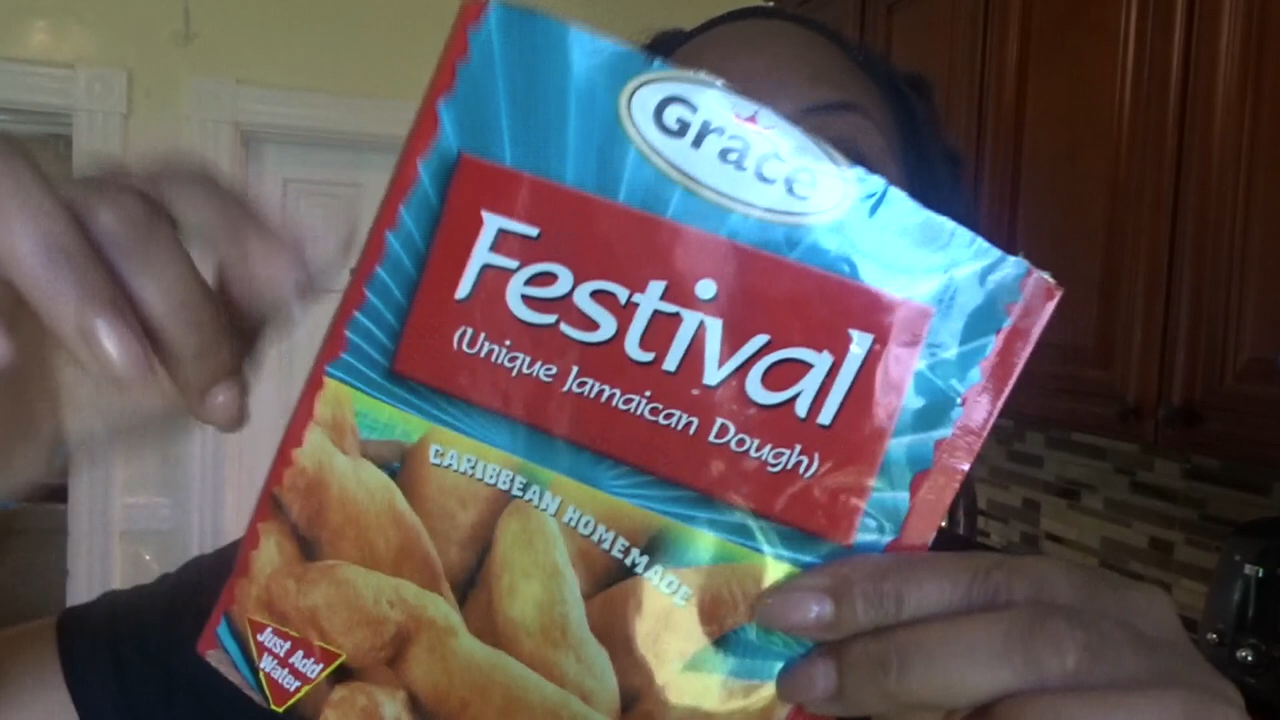 Grace
Festival
(Unique Jamaican Dough)
CARIBBEAN HOMEMADE
Just Add
Water